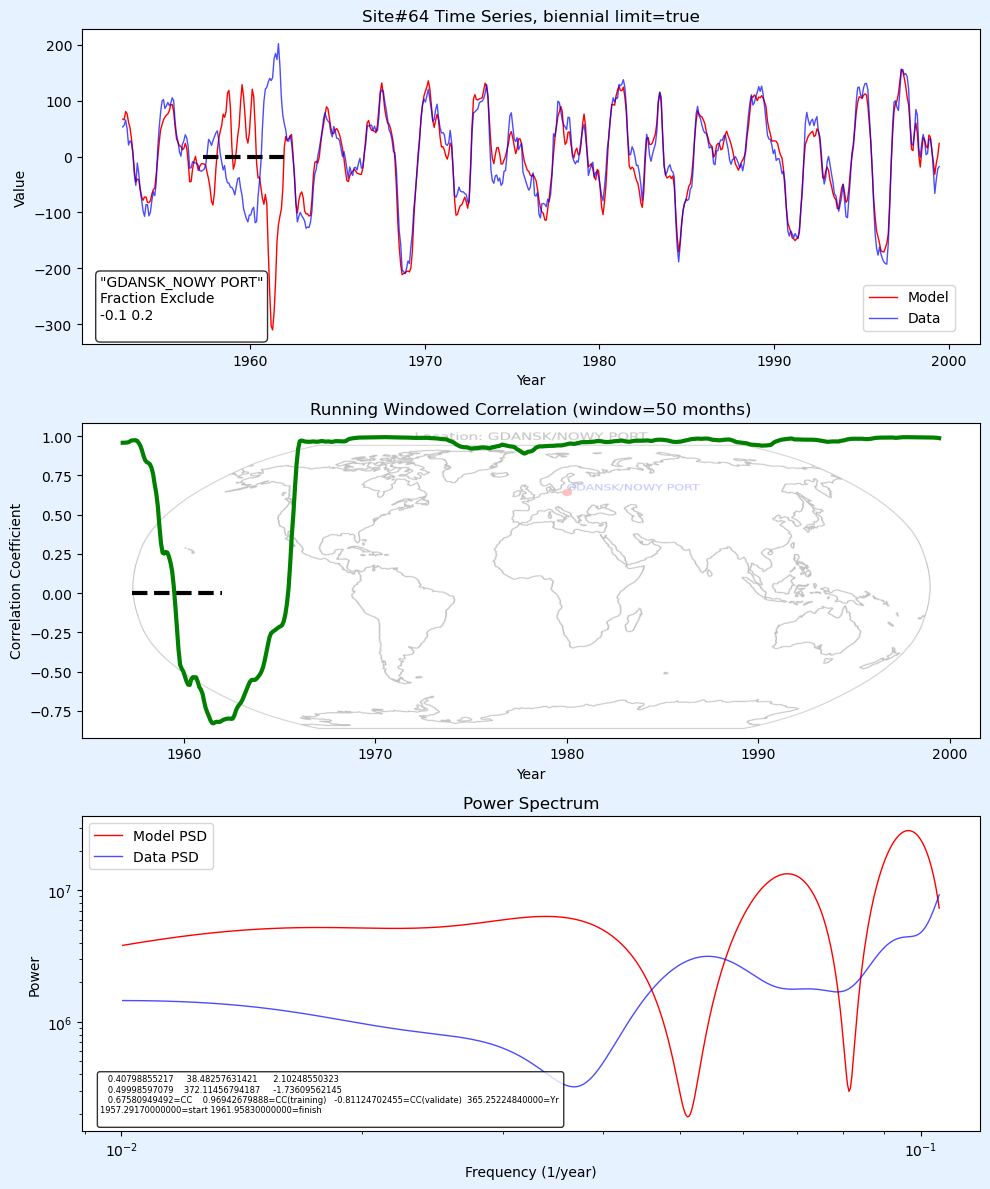 Site#64 Time Series, biennial limit=true
200
100
0
−100
−200
−300
Value
"GDANSK_NOWY PORT"
Fraction Exclude
-0.1 0.2
Model
Data
1960
1970
1980
1990
2000
Year
Running Windowed Correlation (window=50 months)
Location: GDANSK/NOWY PORT
GDANSK/NOWY PORT
1.00
0.75
0.50
0.25
0.00
−0.25
−0.50
−0.75
Correlation Coefficient
1960
1970
1980
1990
2000
Year
Power Spectrum
Model PSD
Data PSD
10^7
10^6
Power
0.40798855217 38.48257631421 2.10248550323
0.49998597079 372.11456794187 -1.73609562145
0.67580949492=CC 0.96942679888=CC(training) -0.81124702455=CC(validate) 365.25224840000=Yr
1957.29170000000=start 1961.95830000000=finish
10^−2
10^−1
Frequency (1/year)